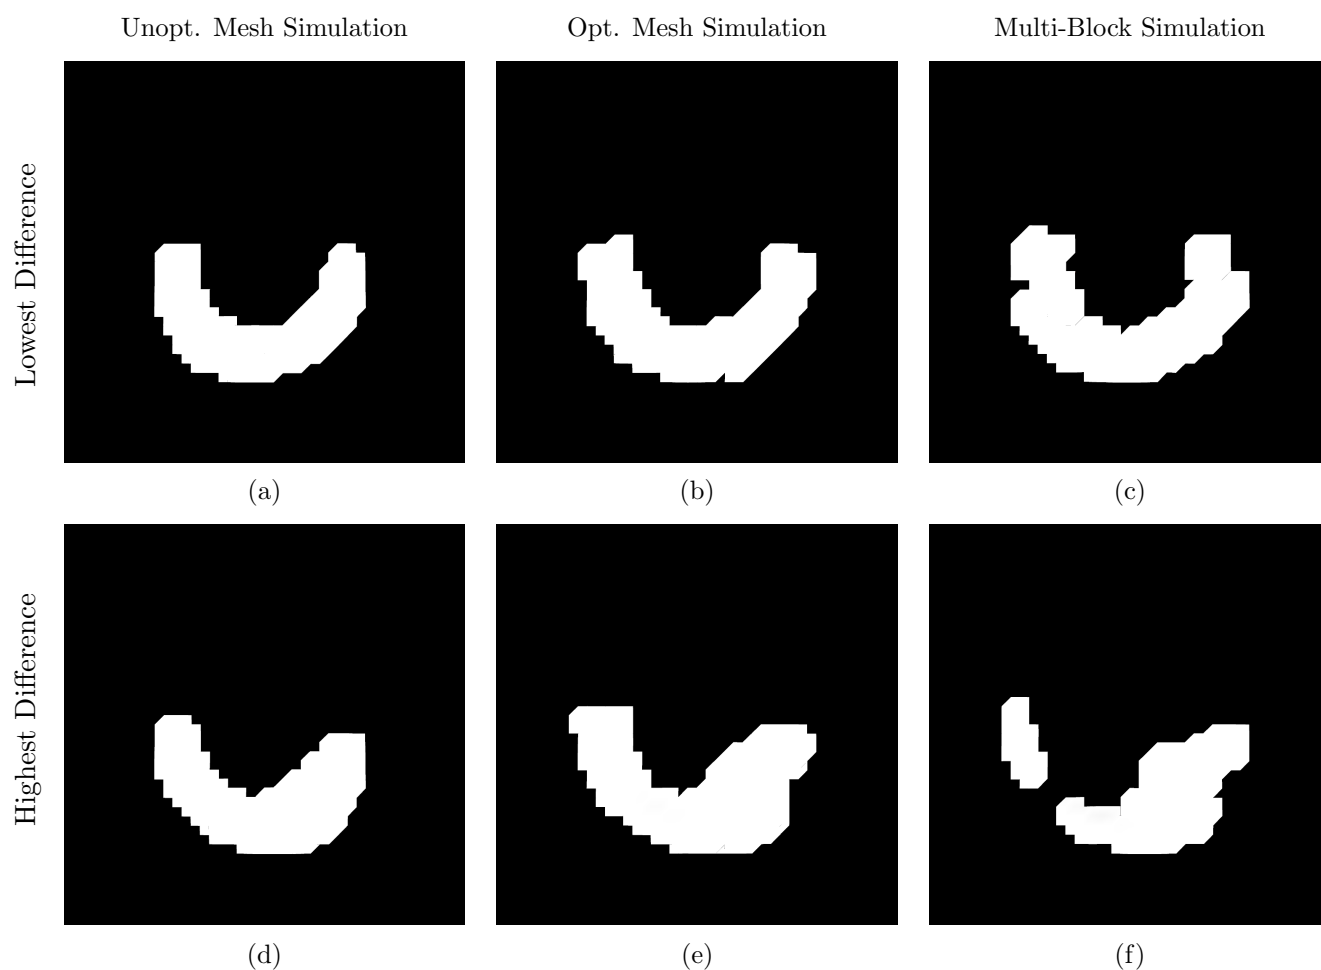 Unopt. Mesh Simulation
Opt. Mesh Simulation
Multi-Block Simulation
Lowest Difference
(a)
(b)
(c)
Highest Difference
(d)
(e)
(f)